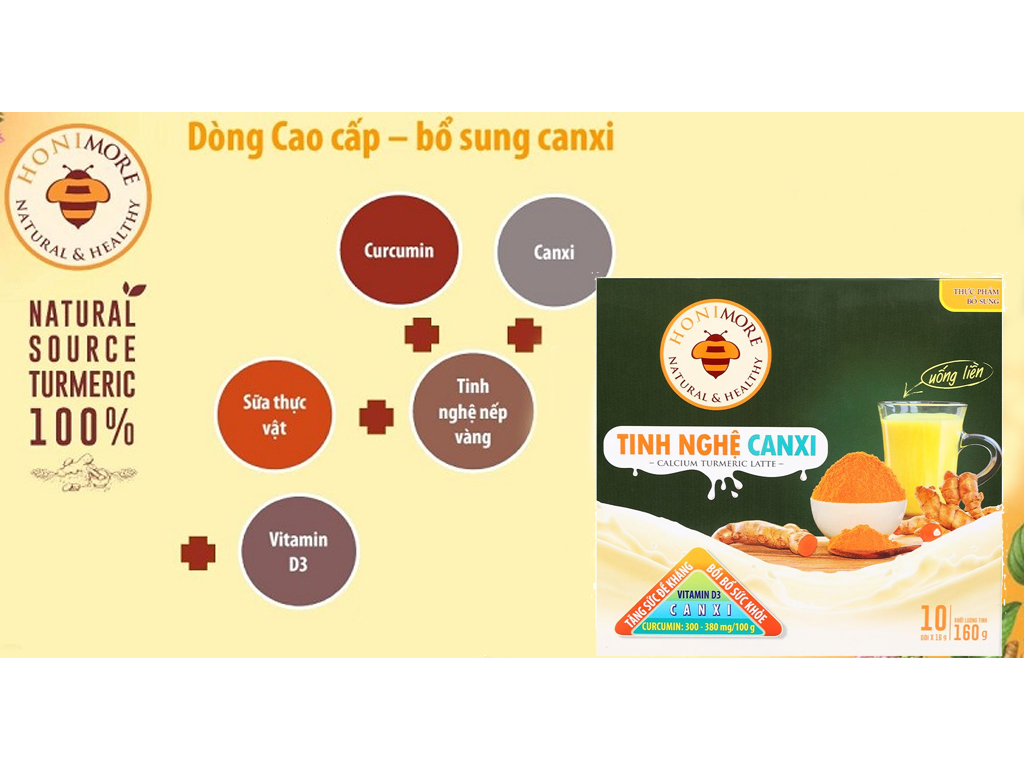 HONIMORE
NATURAL & HEALTHY
NATURAL
SOURCE
TURMERIC
100%
Dòng Cao cấp – bổ sung canxi
Curcumin
Canxi
Sữa thực
vật
Tinh
nghệ nếp
vàng
Vitamin
D3
THỰC PHẨM
BỔ SUNG
HONIMORE
NATURAL & HEALTHY
uống liền
TINH NGHỆ CANXI
– CALCIUM TURMERIC LATTE –
TĂNG SỨC ĐỀ KHÁNG
BỒI BỔ SỨC KHỎE
VITAMIN D3
CANXI
CURCUMIN: 300 - 380 mg/100 g
10
GÓI X 16 g
KHỐI LƯỢNG TỊNH
160 g